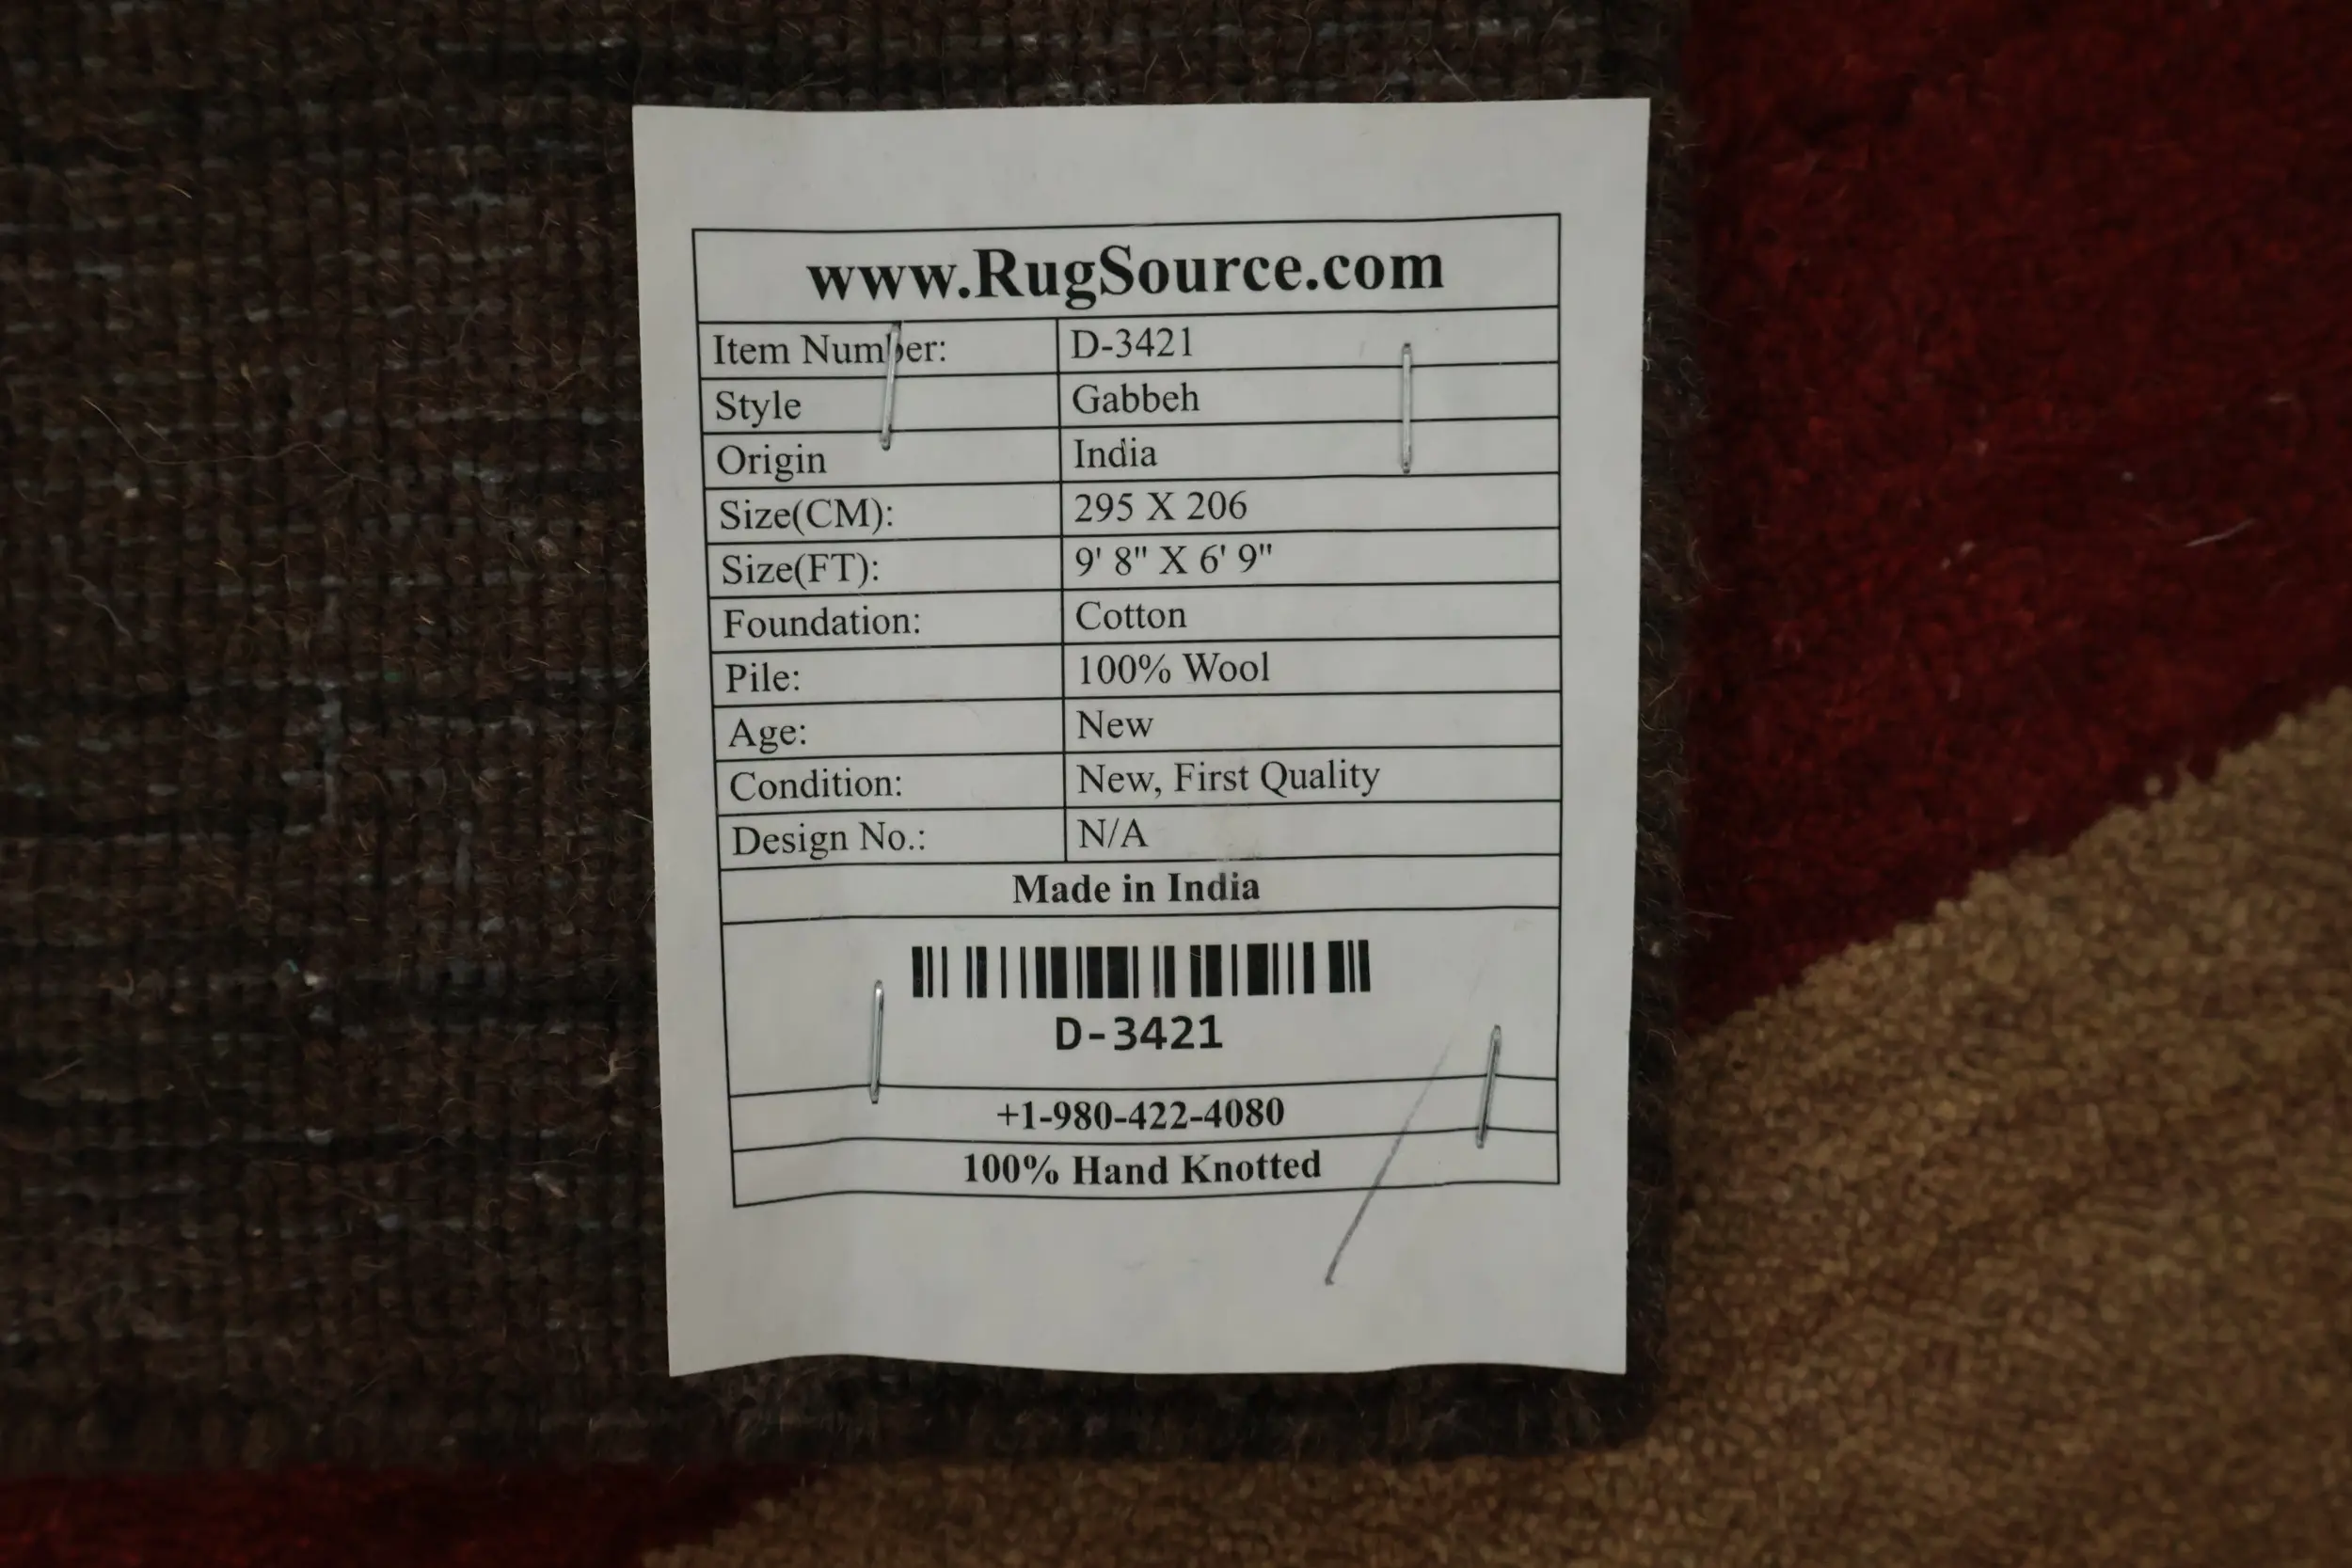 www.RugSource.com
Item Number: D-3421
Style Gabbeh
Origin India
Size(CM): 295 X 206
Size(FT): 9' 8" X 6' 9"
Foundation: Cotton
Pile: 100% Wool
Age: New
Condition: New, First Quality
Design No.: N/A
Made in India
D-3421
+1-980-422-4080
100% Hand Knotted